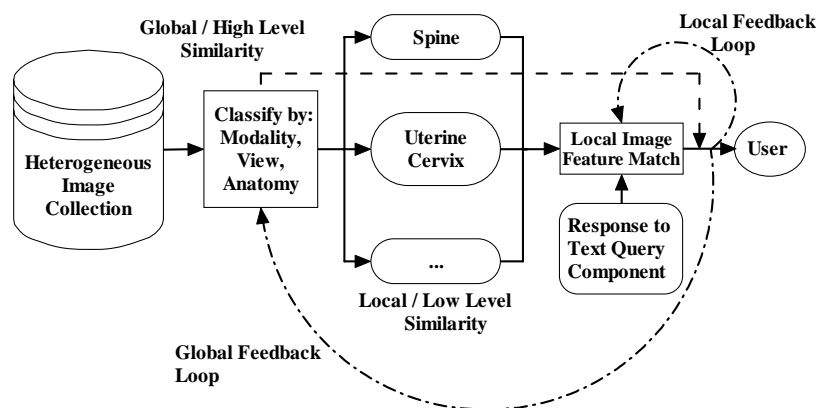 Global / High Level
Similarity
Spine
Local Feedback
Loop
Heterogeneous
Image
Collection
Classify by:
Modality,
View,
Anatomy
Uterine
Cervix
Local Image
Feature Match
User
Response to
Text Query
Component
...
Local / Low Level
Similarity
Global Feedback
Loop